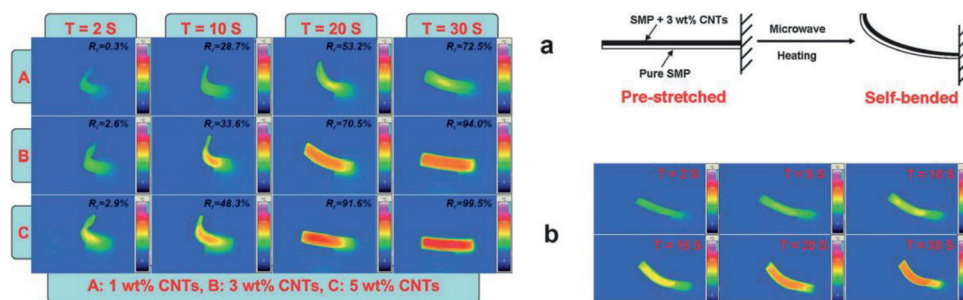 T = 2 S T = 10 S T = 20 S T = 30 S
A
Rr=0.3% Rr=28.7% Rr=53.2% Rr=72.5%
B
Rr=2.6% Rr=33.6% Rr=70.5% Rr=94.0%
C
Rr=2.9% Rr=48.3% Rr=91.6% Rr=99.5%
A: 1 wt% CNTs, B: 3 wt% CNTs, C: 5 wt% CNTs
a
SMP + 3 wt% CNTs
Pure SMP
Pre-stretched
Microwave
Heating
Self-bended
b
T = 2 S T = S T = 10 S
T = S T = 20 S T = S